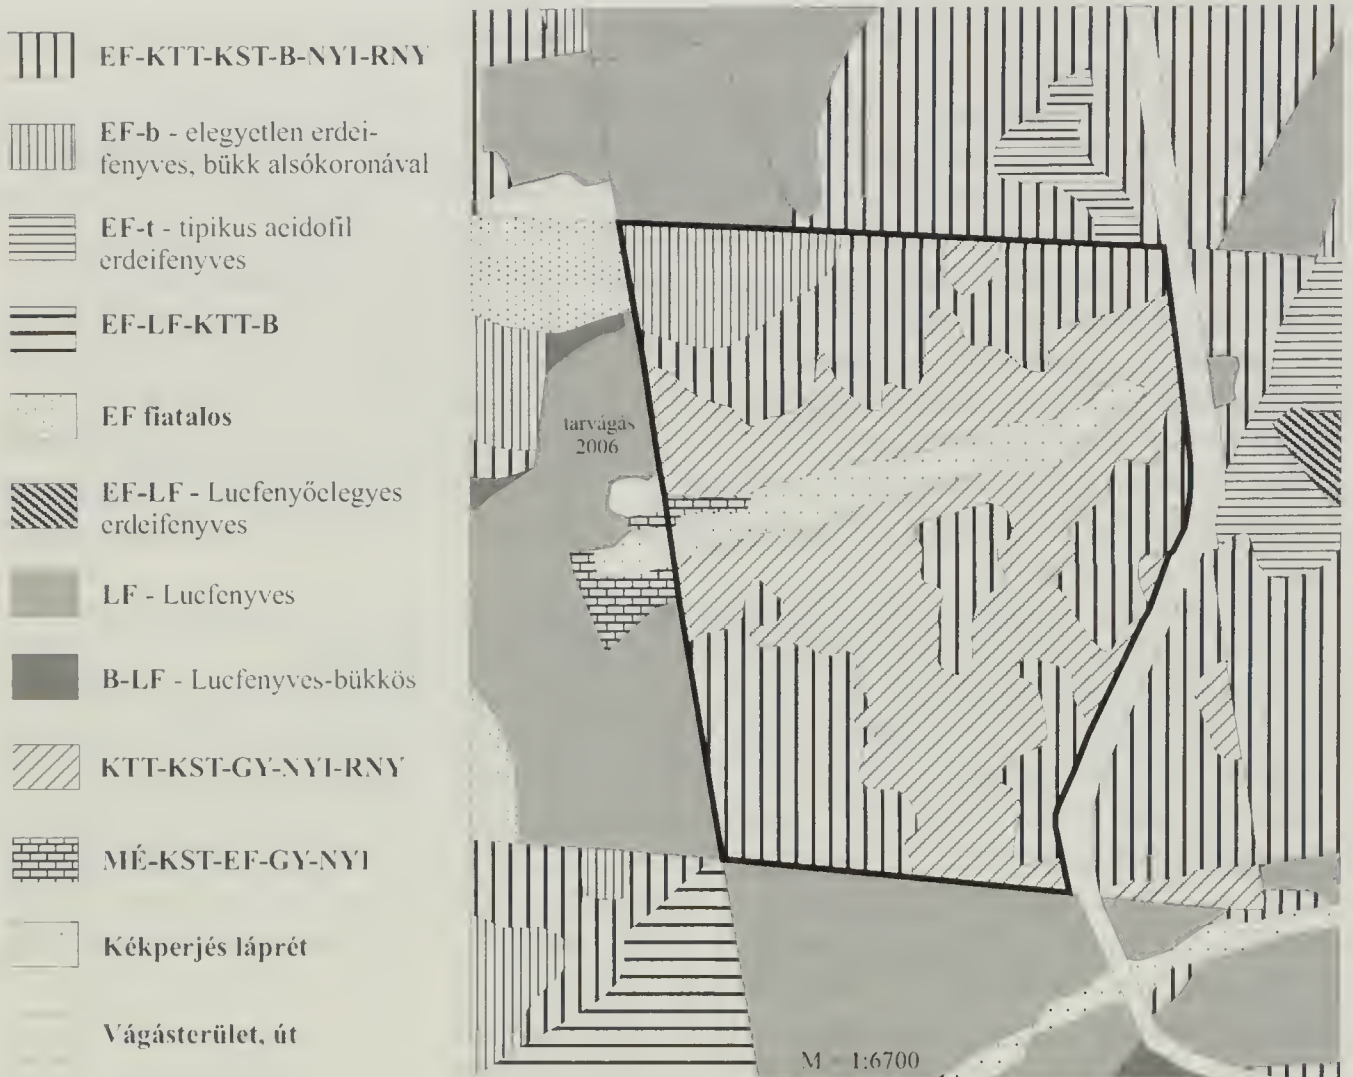 EF-KTT-KST-B-NYI-RNY
EF-b - elegyetlen erdei-
fenyves, bükk alsókoronával
EF-t - tipikus acidofil
erdeifenyves
EF-LF-KTT-B
EF fiatalos
EF-LF - Lucfenyőelegyes
erdeifenyves
LF - Lucfenyves
B-LF - Lucfenyves-bükkös
KTT-KST-GY-NYI-RNY
MÉ-KST-EF-GY-NYI
Kékperjés láprét
Vágásterület, út
tarvágás
2006
M - 1:6700